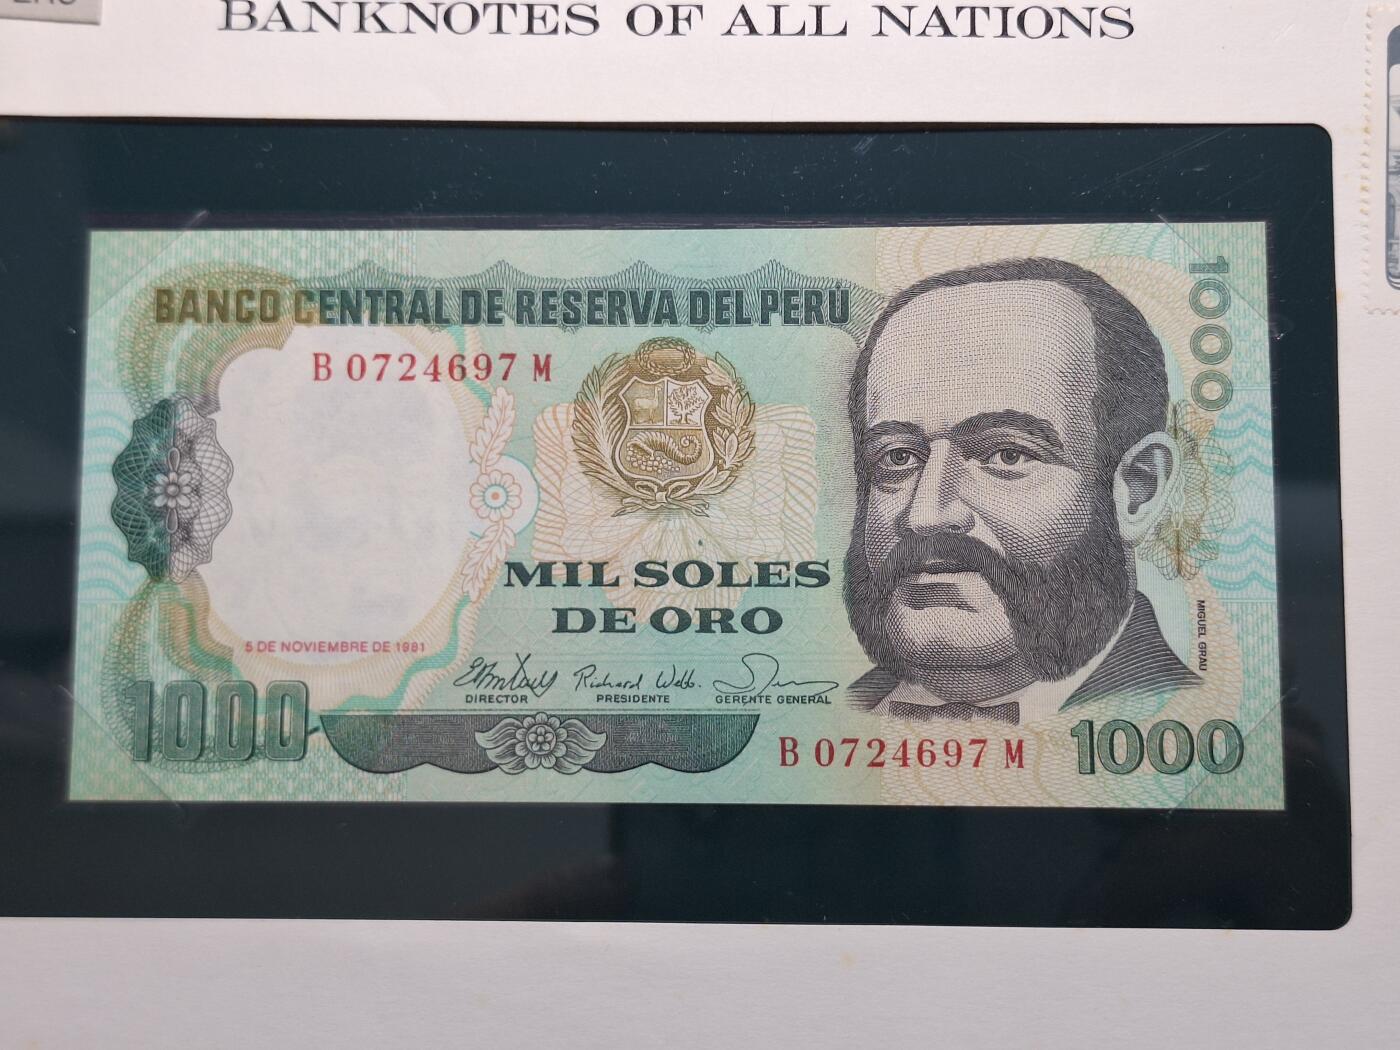 BANKNOTES OF ALL NATIONS
BANCO CENTRAL DE RESERVA DEL PERÚ
1000
B 0724697 M
MIL SOLES
DE ORO
MIGUEL GRAU
5 DE NOVIEMBRE DE 1981
Richard Webb.
DIRECTOR
PRESIDENTE
GERENTE GENERAL
1000
B 0724697 M
1000